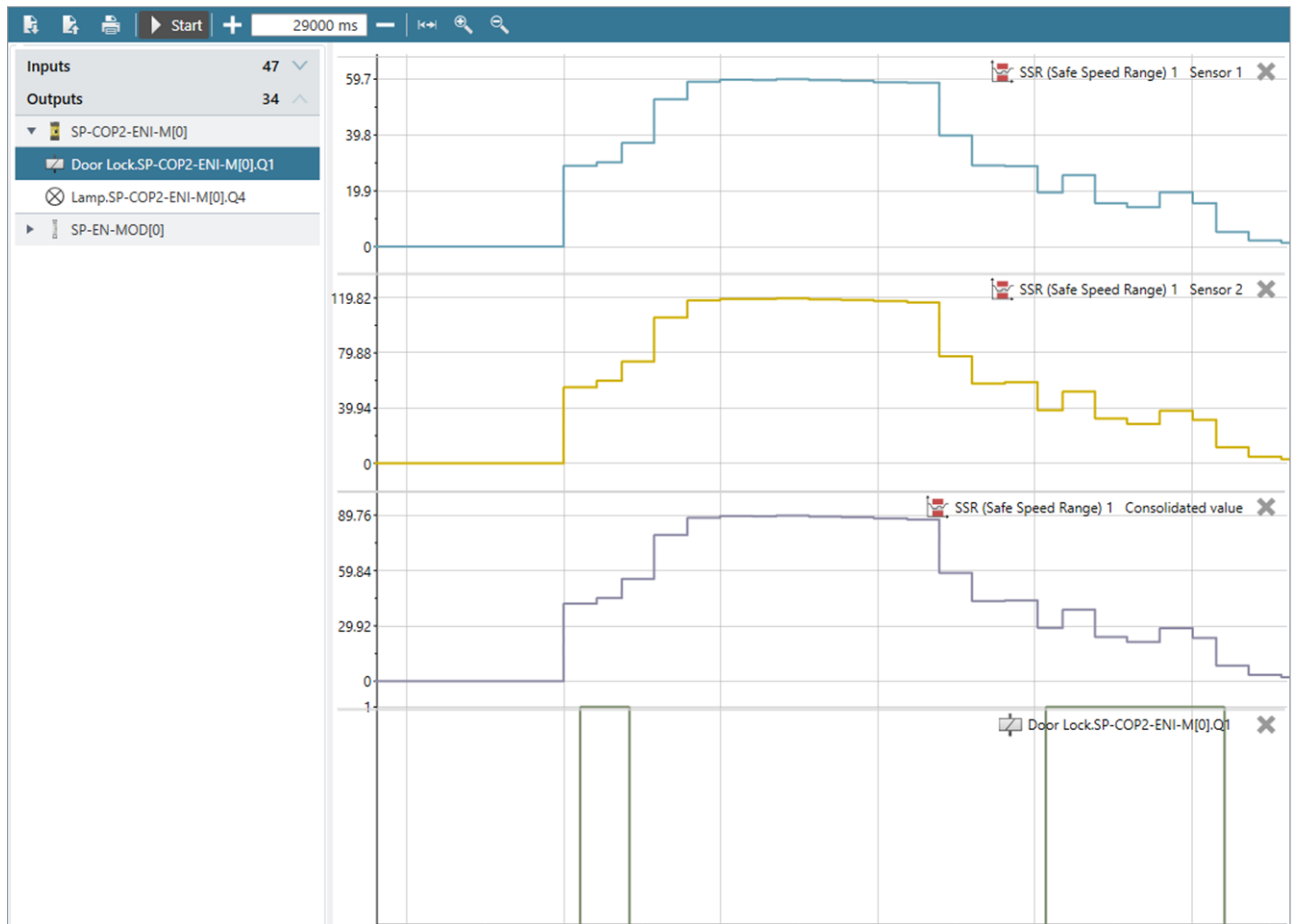 Start 29000 ms
Inputs 47
Outputs 34
SP-COP2-ENI-M[0]
Door Lock.SP-COP2-ENI-M[0].Q1
Lamp.SP-COP2-ENI-M[0].Q4
SP-EN-MOD[0]
SSR (Safe Speed Range) 1 Sensor 1
59.7
39.8
19.9
0
SSR (Safe Speed Range) 1 Sensor 2
119.82
79.88
39.94
0
SSR (Safe Speed Range) 1 Consolidated value
89.76
59.84
29.92
0
1
Door Lock.SP-COP2-ENI-M[0].Q1